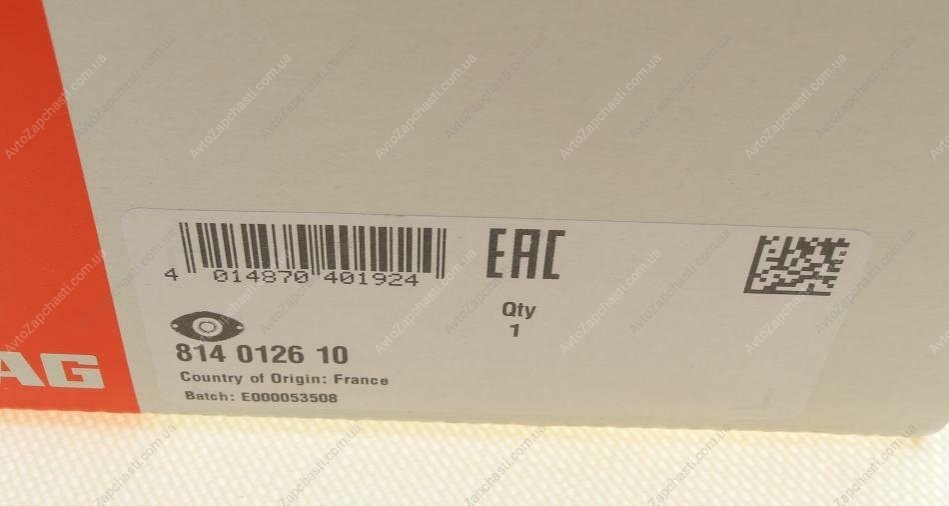 4 014870 401924
EAC
Qty
1
814 0126 10
Country of Origin: France
Batch: E000053508
AG
AvtoZapchasti.com.ua